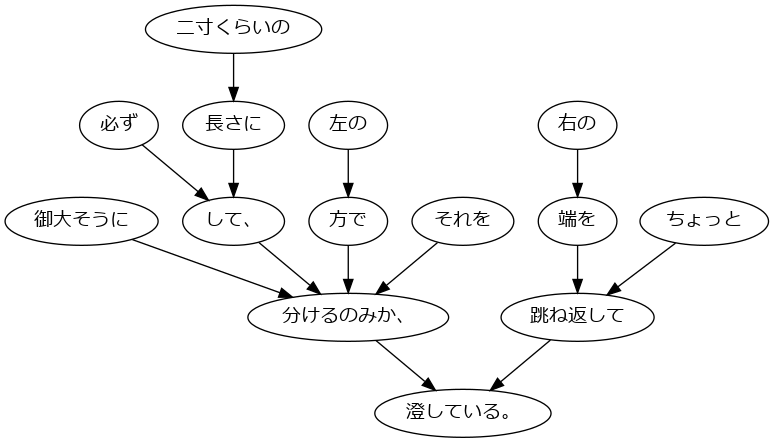 二寸くらいの
必ず
長さに
左の
右の
御大そうに
して、
方で
それを
端を
ちょっと
分けるのみか、
跳ね返して
澄している。